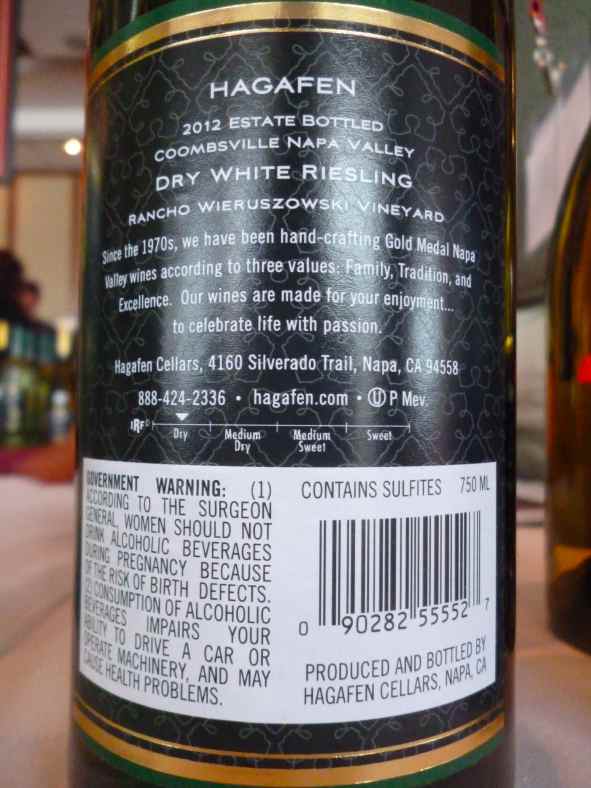 HAGAFEN
2012 ESTATE BOTTLED
COOMBSVILLE NAPA VALLEY
DRY WHITE RIESLING
RANCHO WIERUSZOWSKI VINEYARD
Since the 1970s, we have been hand-crafting Gold Medal Napa
Valley wines according to three values: Family, Tradition, and
Excellence. Our wines are made for your enjoyment...
to celebrate life with passion.
Hagafen Cellars, 4160 Silverado Trail, Napa, CA 94558
888-424-2336 • hagafen.com • Ⓤ P Mev.
IRF©
Dry Medium Dry Medium Sweet Sweet
GOVERNMENT WARNING: (1)
ACCORDING TO THE SURGEON
GENERAL, WOMEN SHOULD NOT
DRINK ALCOHOLIC BEVERAGES
DURING PREGNANCY BECAUSE
OF THE RISK OF BIRTH DEFECTS.
(2) CONSUMPTION OF ALCOHOLIC
BEVERAGES IMPAIRS YOUR
ABILITY TO DRIVE A CAR OR
OPERATE MACHINERY, AND MAY
CAUSE HEALTH PROBLEMS.
CONTAINS SULFITES 750 ML
0 90282 55552 7
PRODUCED AND BOTTLED BY
HAGAFEN CELLARS, NAPA, CA